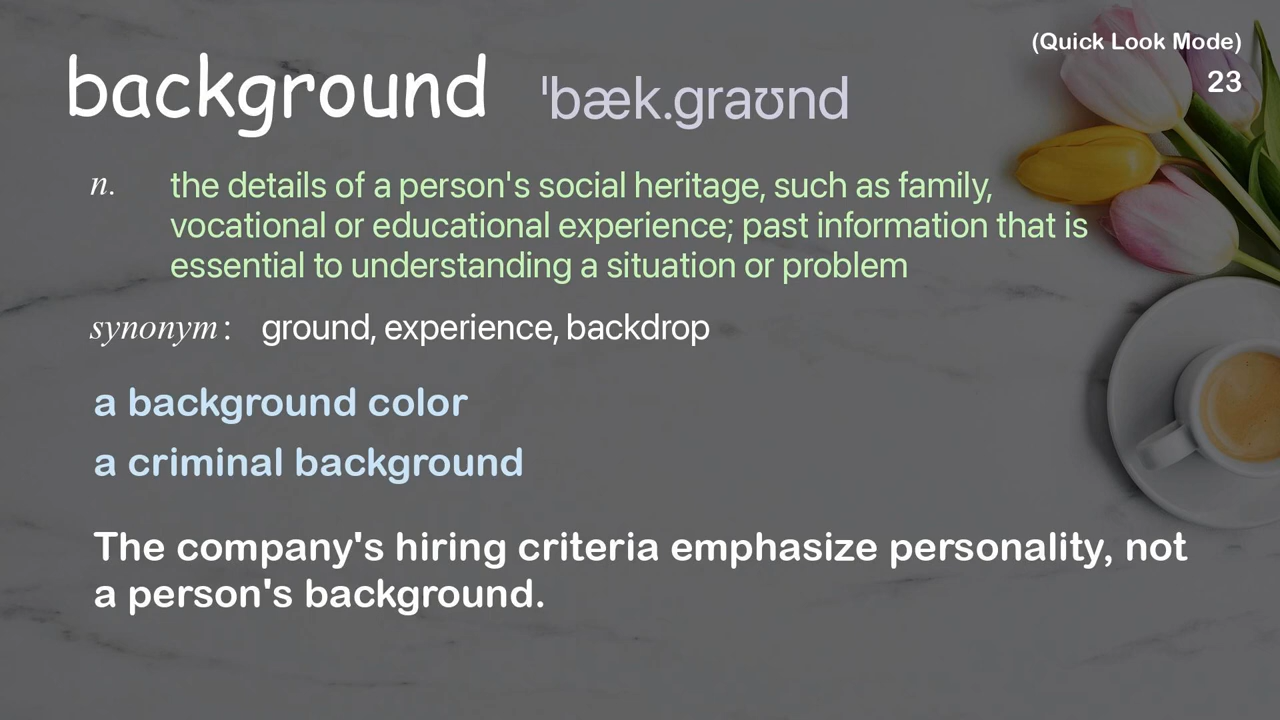 (Quick Look Mode)
23
background ˈbæk.graʊnd
n. the details of a person's social heritage, such as family,
vocational or educational experience; past information that is
essential to understanding a situation or problem
synonym: ground, experience, backdrop
a background color
a criminal background
The company's hiring criteria emphasize personality, not
a person's background.